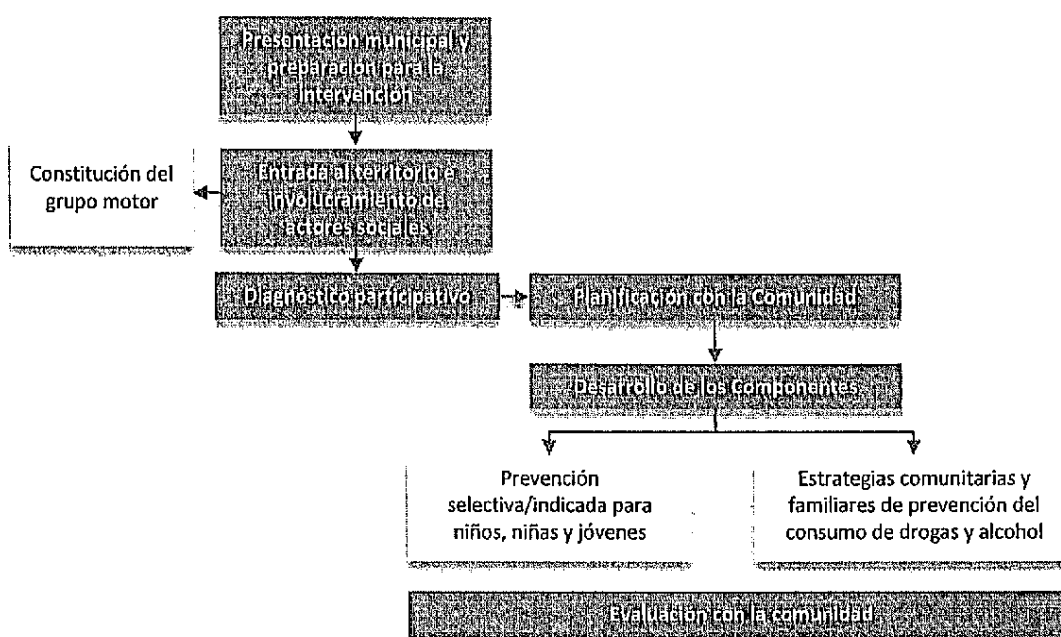 Presentación municipal y
preparación para la
intervención
Constitución del
grupo motor
Entrada al territorio e
involucramiento de
actores sociales
Diagnóstico participativo
Planificación con la Comunidad
Desarrollo de los Componentes
Prevención
selectiva/indicada para
niños, niñas y jóvenes
Estrategias comunitarias y
familiares de prevención del
consumo de drogas y alcohol
Evaluación con la comunidad